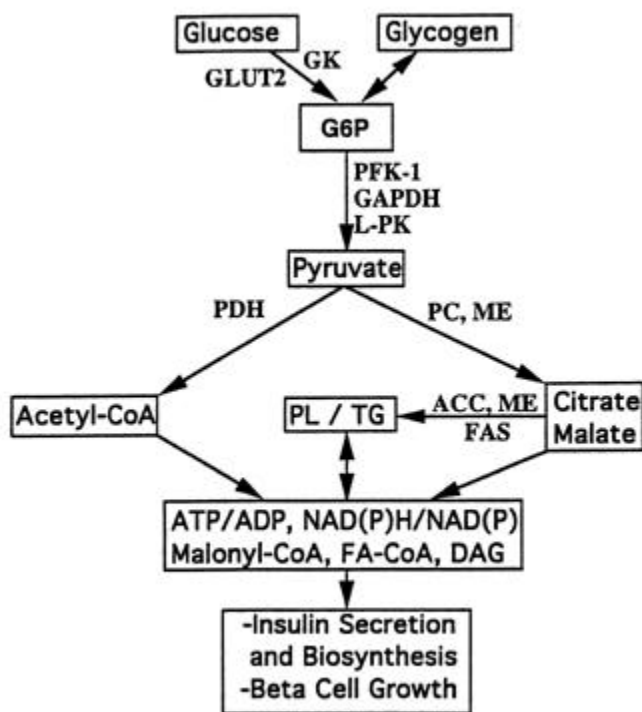 Glucose
Glycogen
GK
GLUT2
G6P
PFK-1
GAPDH
L-PK
Pyruvate
PDH
PC, ME
Acetyl-CoA
PL / TG
ACC, ME
FAS
Citrate
Malate
ATP/ADP, NAD(P)H/NAD(P)
Malonyl-CoA, FA-CoA, DAG
-Insulin Secretion
and Biosynthesis
-Beta Cell Growth